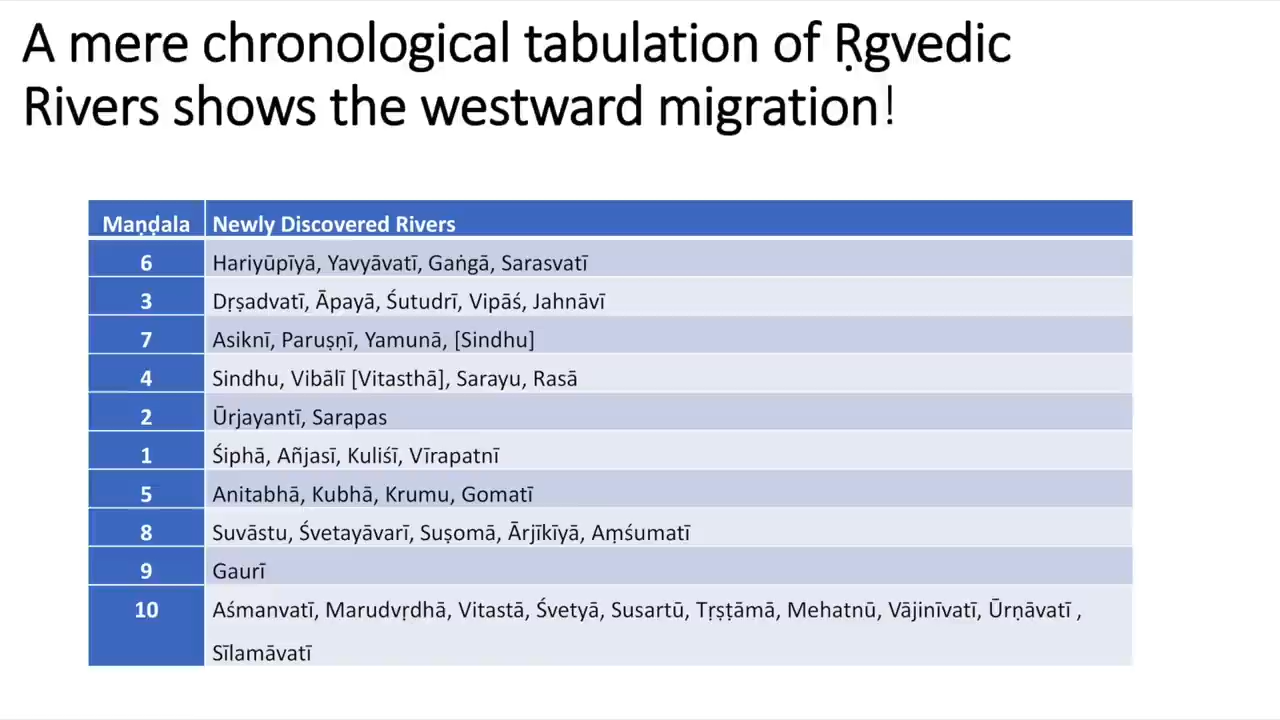 A mere chronological tabulation of Ṛgvedic
Rivers shows the westward migration!
Maṇḍala Newly Discovered Rivers
6 Hariyūpīyā, Yavyāvatī, Gaṅgā, Sarasvatī
3 Dṛṣadvatī, Āpayā, Śutudrī, Vipāś, Jahnāvī
7 Asiknī, Paruṣṇī, Yamunā, [Sindhu]
4 Sindhu, Vibālī [Vitasthā], Sarayu, Rasā
2 Ūrjayantī, Sarapas
1 Śiphā, Añjasī, Kuliśī, Vīrapatnī
5 Anitabhā, Kubhā, Krumu, Gomatī
8 Suvāstu, Śvetayāvarī, Suṣomā, Ārjīkīyā, Aṃśumatī
9 Gaurī
10 Aśmanvatī, Marudvṛdhā, Vitastā, Śvetyā, Susartū, Tṛṣṭāmā, Mehatnū, Vājinīvatī, Ūrṇāvatī ,
Sīlamāvatī